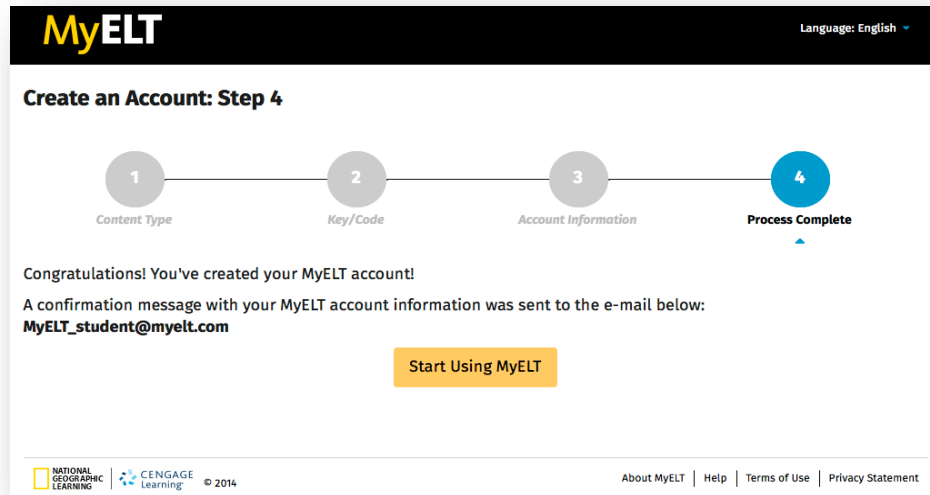 MyELT
Language: English
Create an Account: Step 4
1
2
3
4
Content Type
Key/Code
Account Information
Process Complete
Congratulations! You've created your MyELT account!
A confirmation message with your MyELT account information was sent to the e-mail below:
MyELT_student@myelt.com
Start Using MyELT
NATIONAL
GEOGRAPHIC
LEARNING
CENGAGE
Learning
© 2014
About MyELT
Help
Terms of Use
Privacy Statement